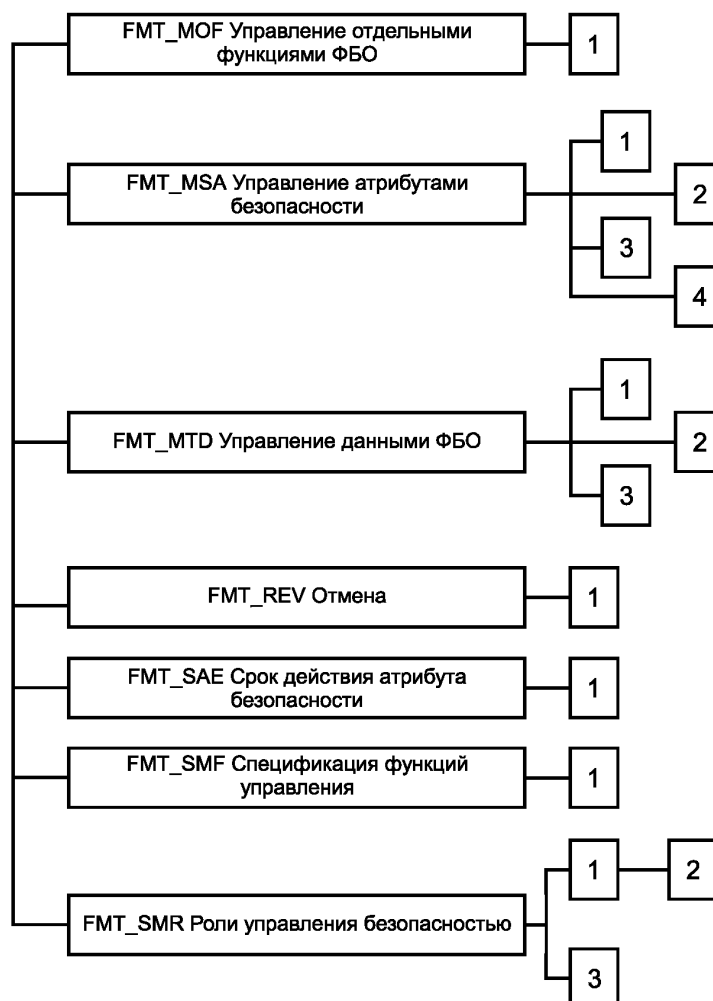 FMT_MOF Управление отдельными
функциями ФБО
1
FMT_MSA Управление атрибутами
безопасности
1
2
3
4
FMT_MTD Управление данными ФБО
1
2
3
FMT_REV Отмена
1
FMT_SAE Срок действия атрибута
безопасности
1
FMT_SMF Спецификация функций
управления
1
FMT_SMR Роли управления безопасностью
1
2
3